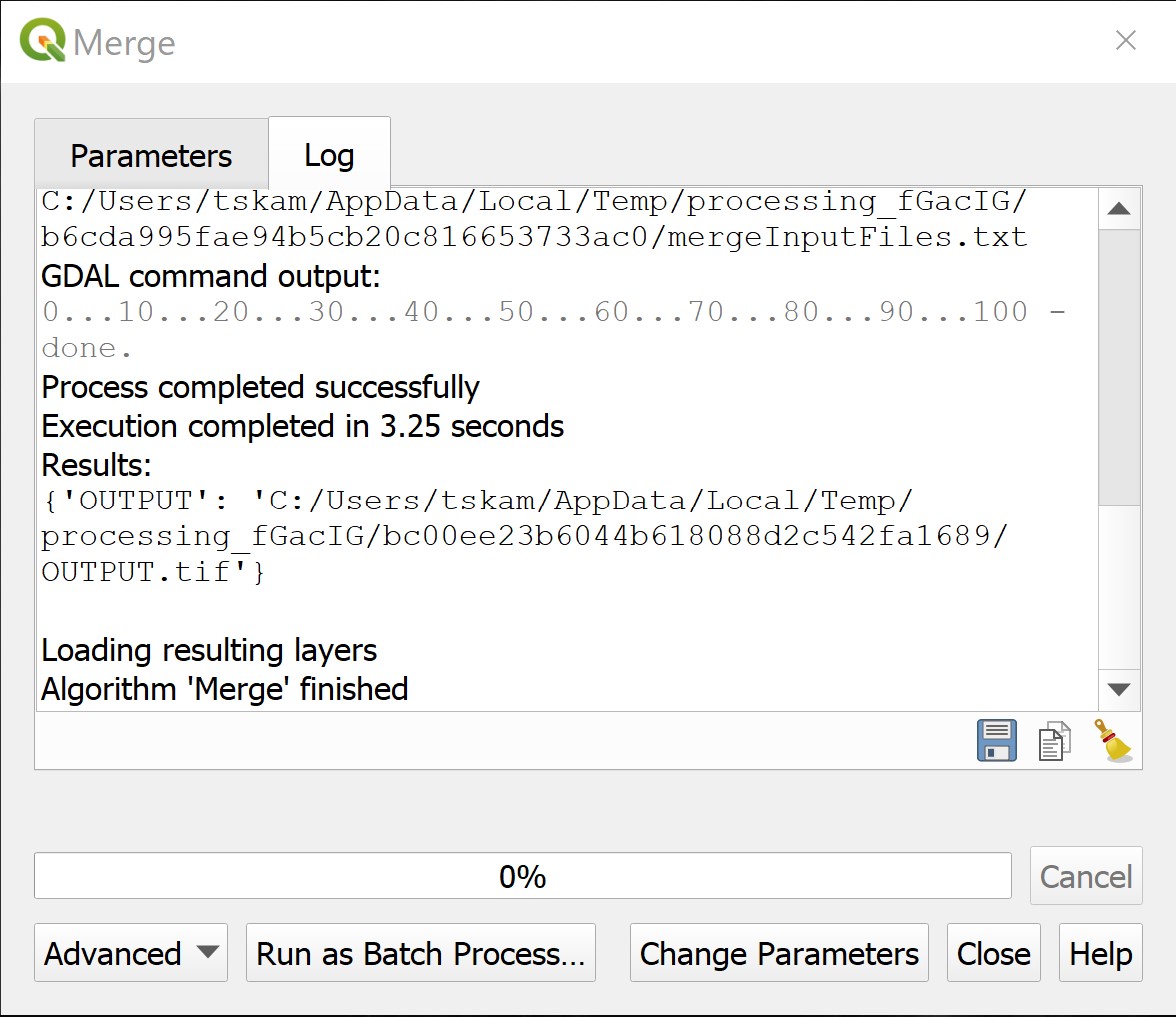 Merge
Parameters
Log
C:/Users/tskam/AppData/Local/Temp/processing_fGacIG/
b6cda995fae94b5cb20c816653733ac0/mergeInputFiles.txt
GDAL command output:
0...10...20...30...40...50...60...70...80...90...100 -
done.
Process completed successfully
Execution completed in 3.25 seconds
Results:
{'OUTPUT': 'C:/Users/tskam/AppData/Local/Temp/
processing_fGacIG/bc00ee23b6044b618088d2c542fa1689/
OUTPUT.tif'}
Loading resulting layers
Algorithm 'Merge' finished
0%
Cancel
Advanced
Run as Batch Process...
Change Parameters
Close
Help